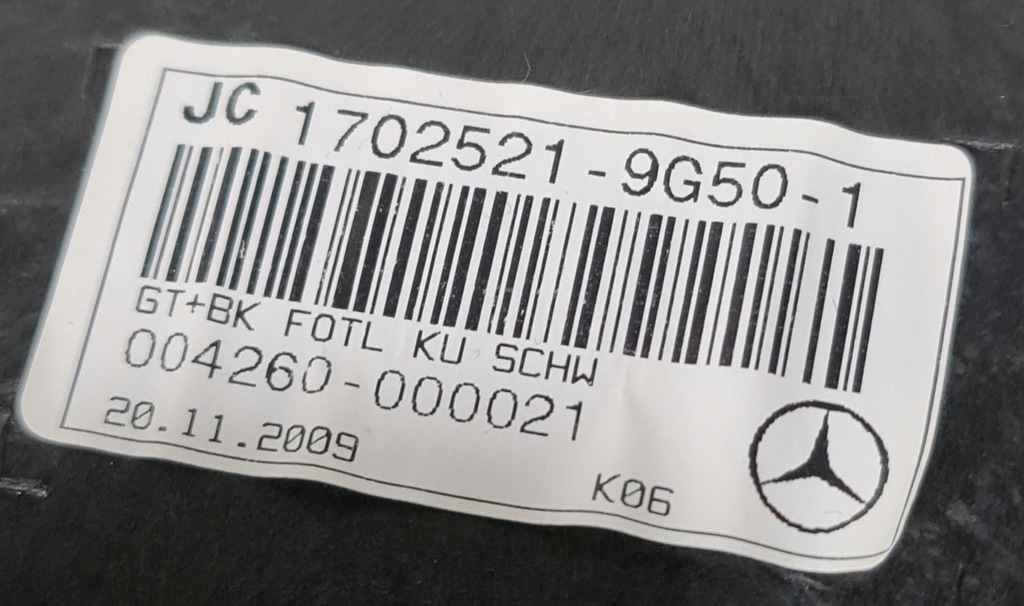 JC 1702521-9G50-1
GT+BK FOTL KU SCHW
004260-000021
20.11.2009
K06